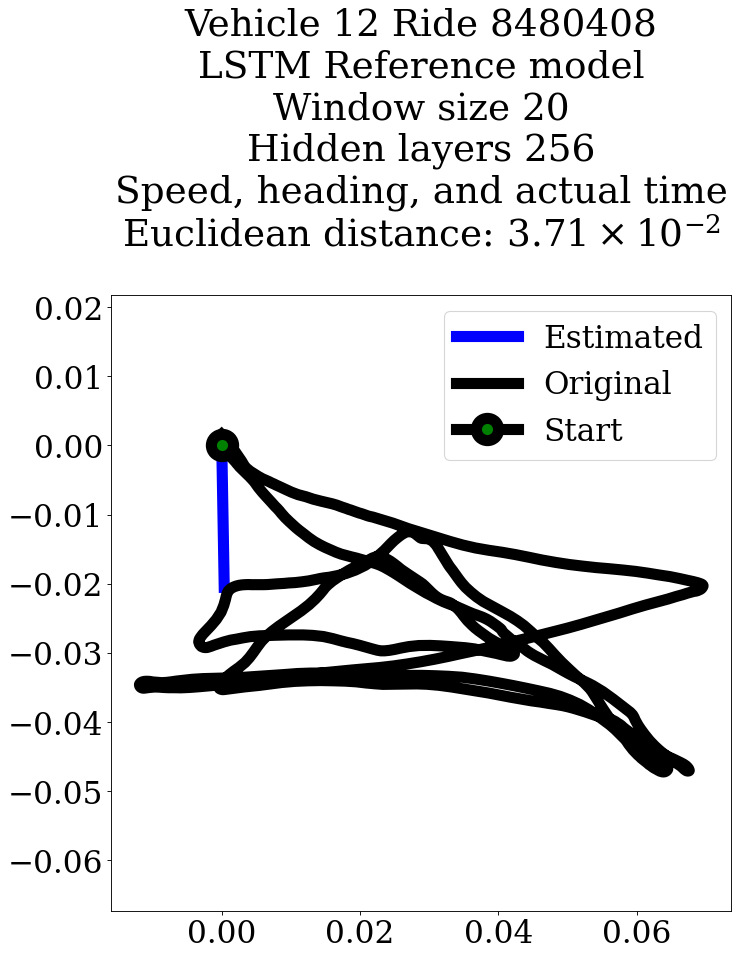 Vehicle 12 Ride 8480408
LSTM Reference model
Window size 20
Hidden layers 256
Speed, heading, and actual time
Euclidean distance: 3.71 × 10⁻²
Estimated
Original
Start
0.02
0.01
0.00
−0.01
−0.02
−0.03
−0.04
−0.05
−0.06
0.00 0.02 0.04 0.06